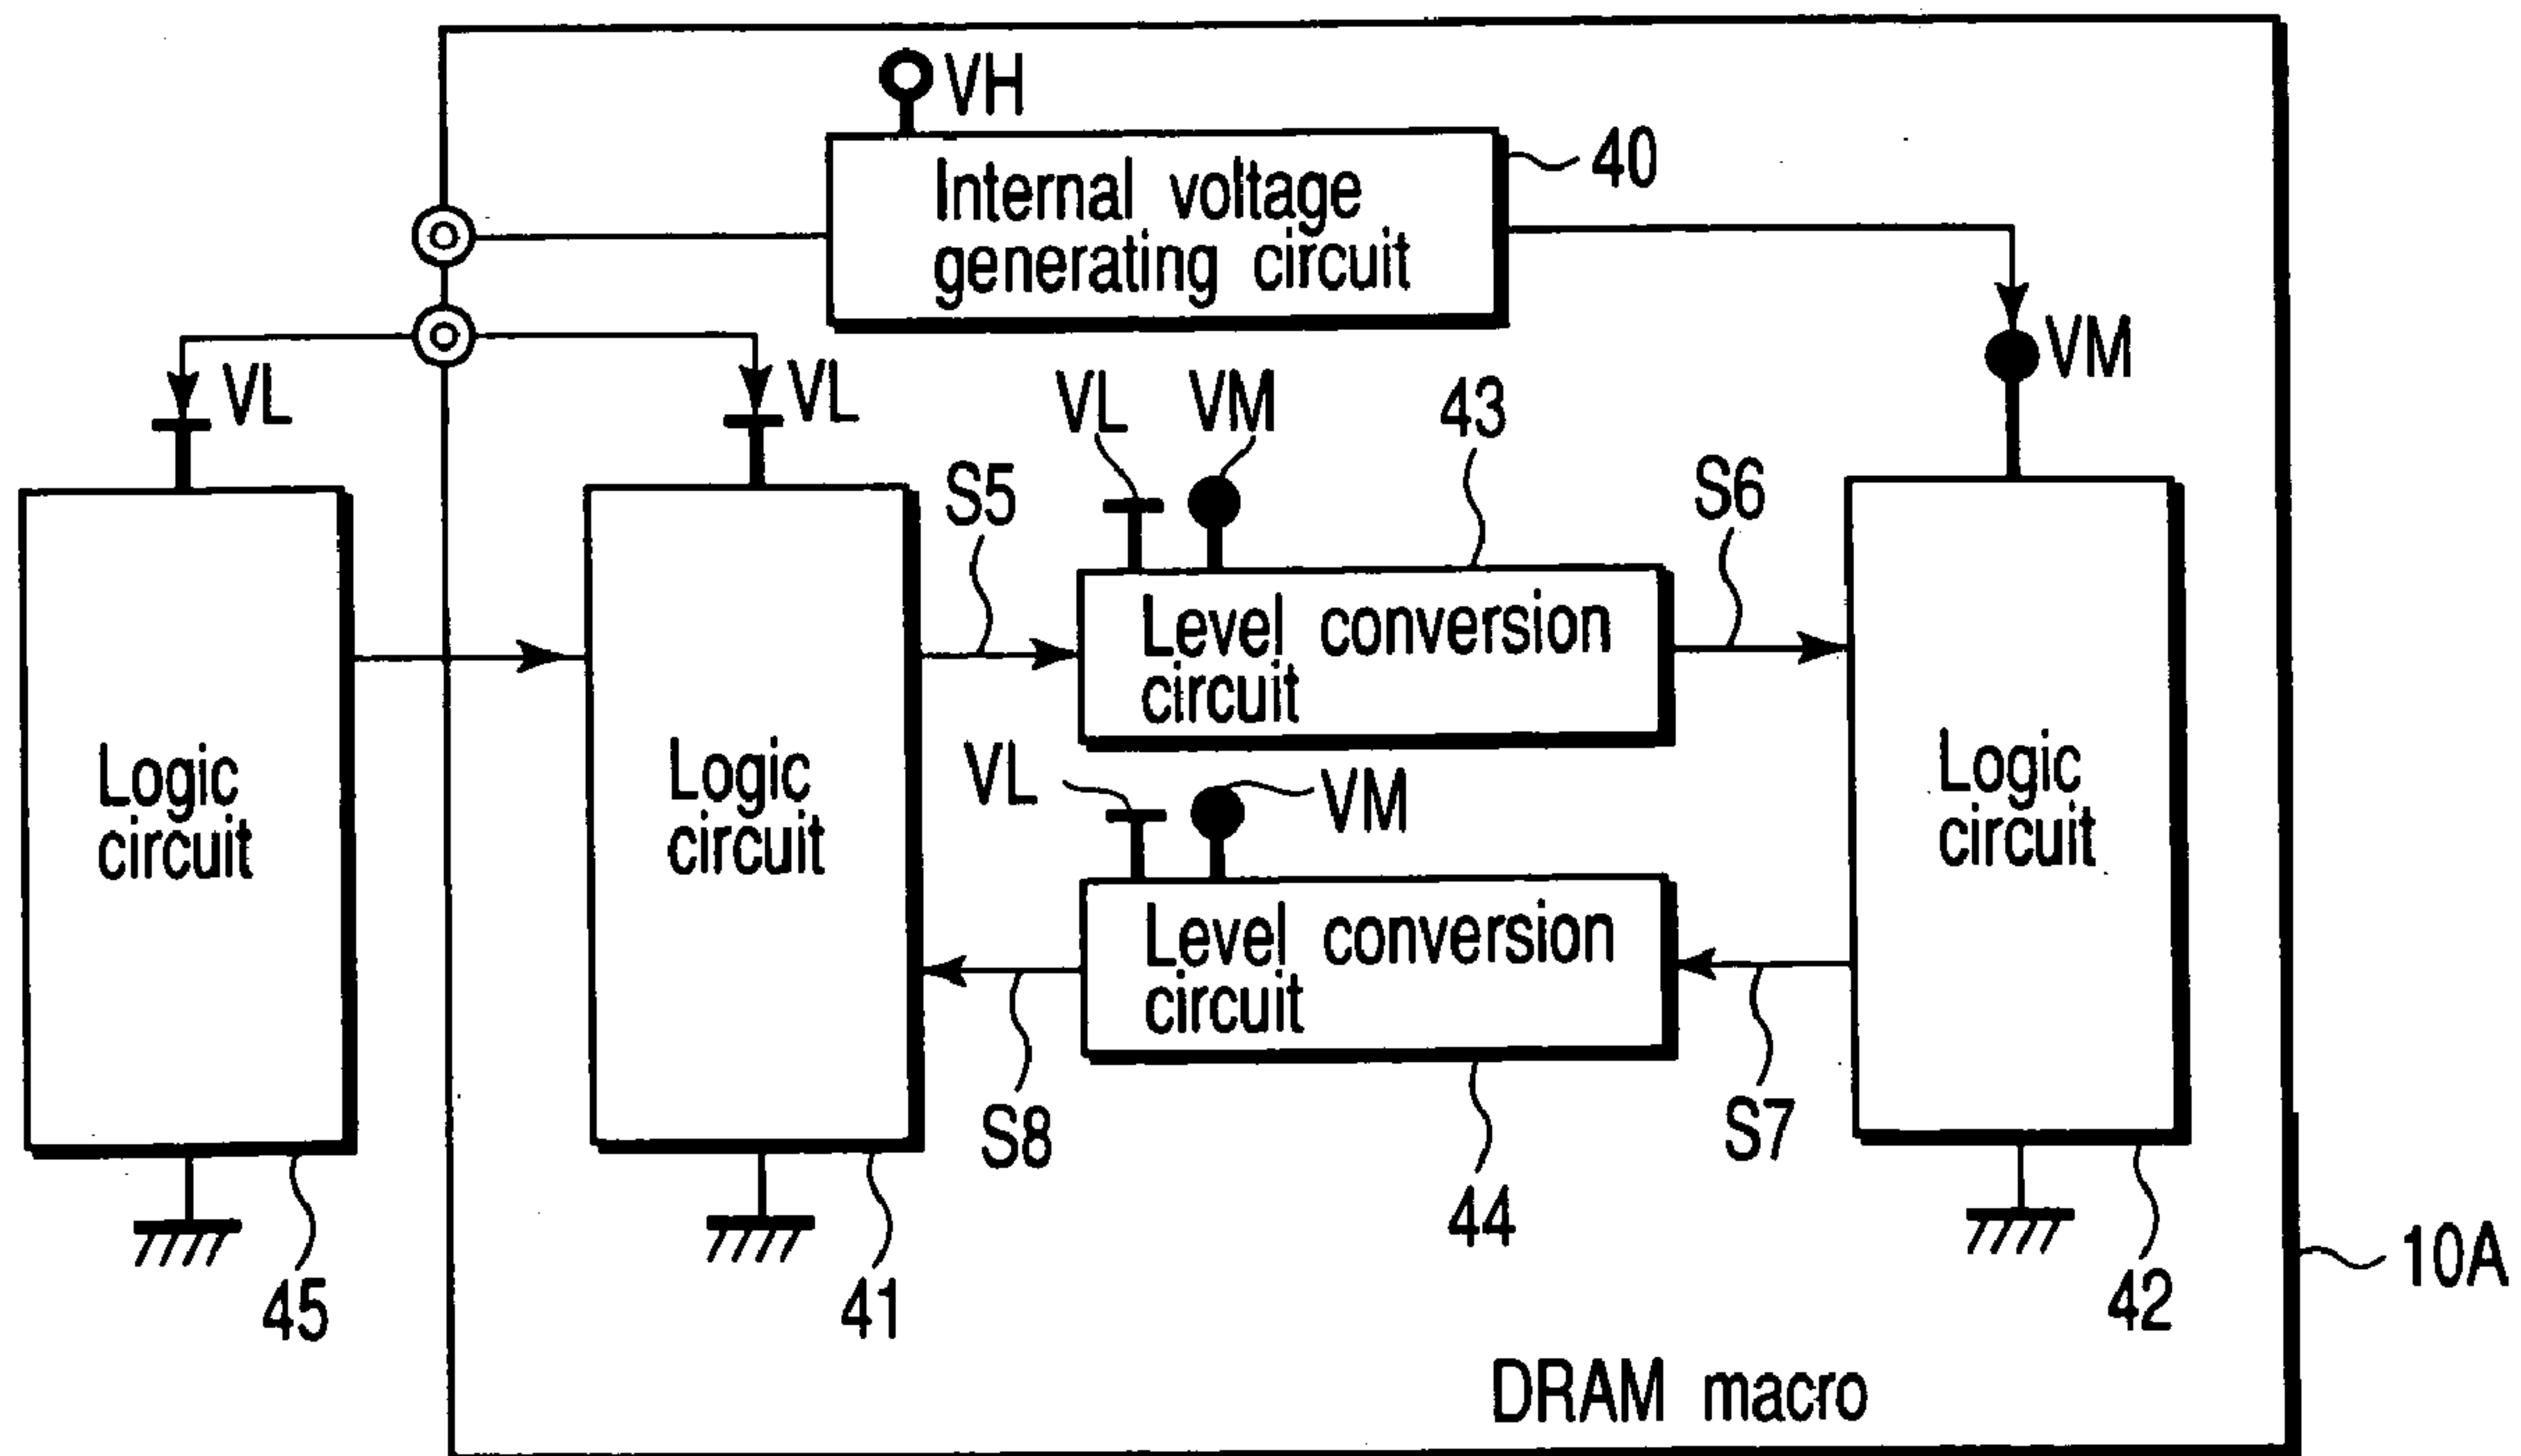 VH
40
Internal voltage
generating circuit
VM
VL
VL
VL
VM
43
S5
S6
Level conversion
circuit
Logic
circuit
Logic
circuit
Logic
circuit
VL
VM
Level conversion
circuit
S8
S7
44
45
41
42
10A
DRAM macro